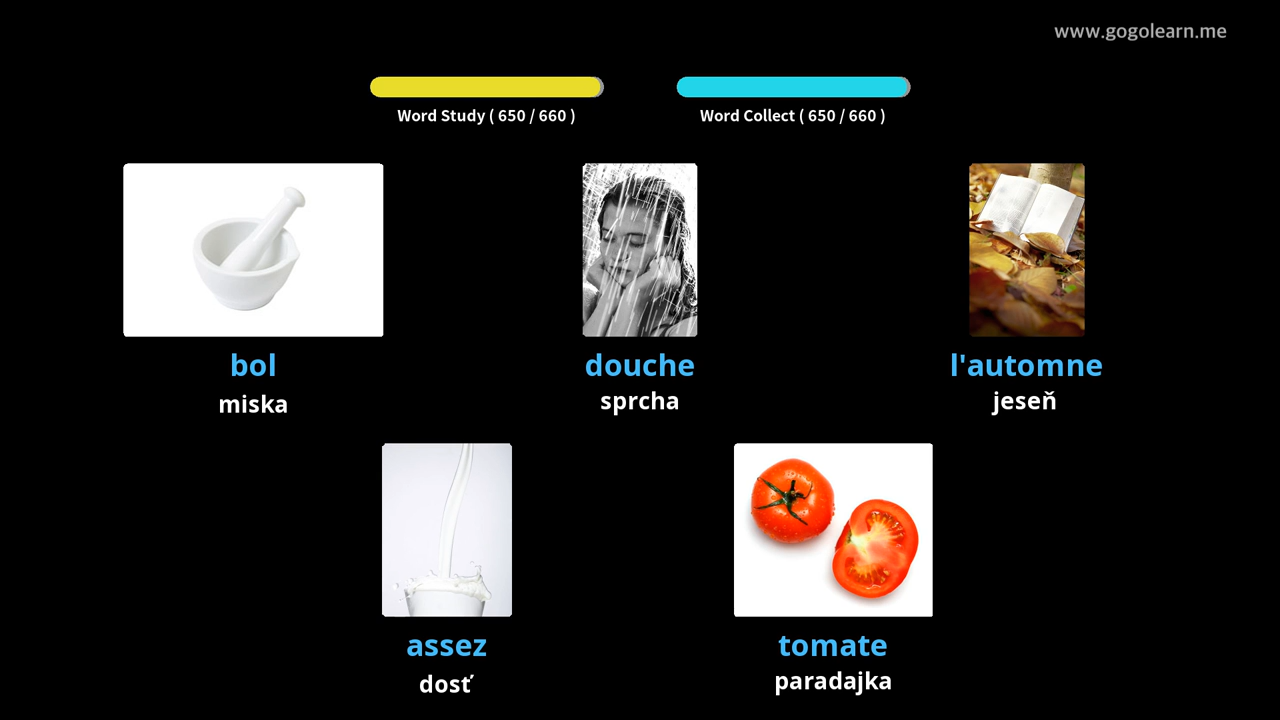 www.gogolearn.me
Word Study ( 650 / 660 )
Word Collect ( 650 / 660 )
bol
miska
douche
sprcha
l'automne
jeseň
assez
dosť
tomate
paradajka